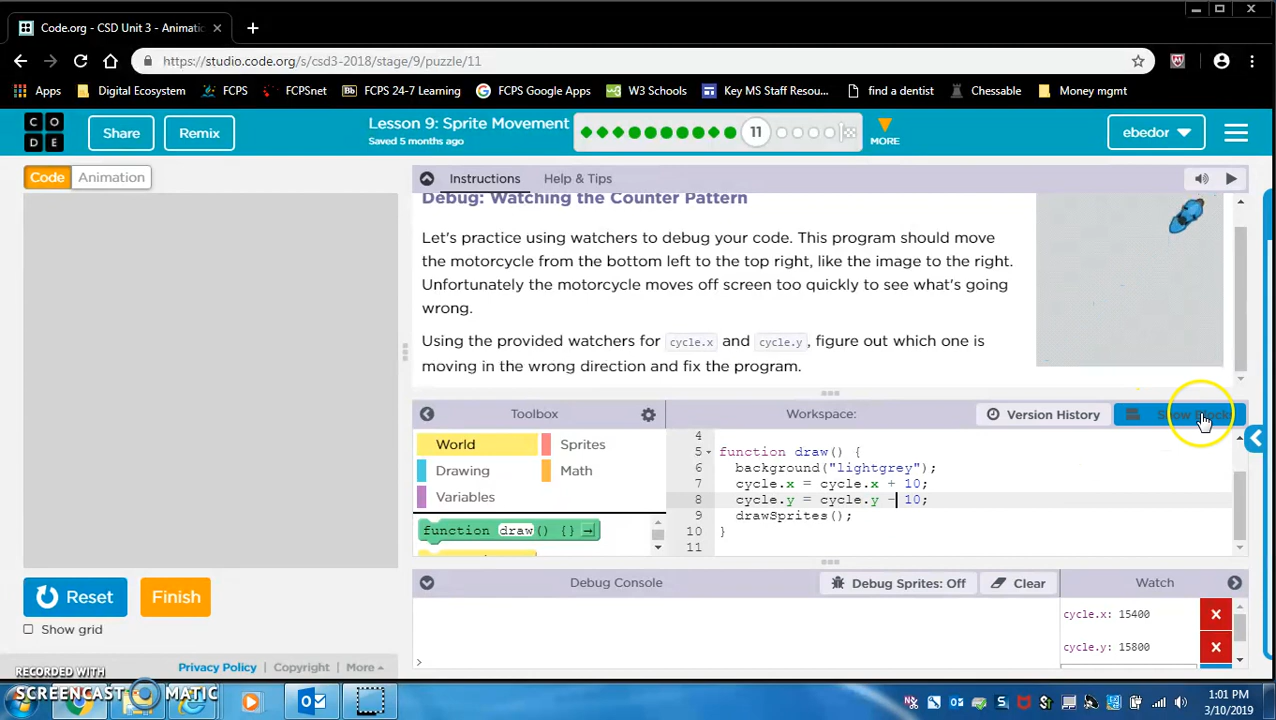 Code.org - CSD Unit 3 - Animatic
https://studio.code.org/s/csd3-2018/stage/9/puzzle/11
Apps
Digital Ecosystem
FCPS
FCPSnet
Bb
FCPS 24-7 Learning
FCPS Google Apps
W3 Schools
Key MS Staff Resou...
find a dentist
Chessable
Money mgmt
C O
D E
Share
Remix
Lesson 9: Sprite Movement
Saved 5 months ago
11
MORE
ebedor
Code
Animation
Instructions
Help & Tips
Debug: Watching the Counter Pattern
Let's practice using watchers to debug your code. This program should move
the motorcycle from the bottom left to the top right, like the image to the right.
Unfortunately the motorcycle moves off screen too quickly to see what's going
wrong.
Using the provided watchers for cycle.x and cycle.y, figure out which one is
moving in the wrong direction and fix the program.
Toolbox
Workspace:
Version History
Show Blocks
World
Sprites
Drawing
Math
Variables
function draw() {}
4
5 function draw() {
6 background("lightgrey");
7 cycle.x = cycle.x + 10;
8 cycle.y = cycle.y - 10;
9 drawSprites();
10 }
11
Reset
Finish
Show grid
Debug Console
Debug Sprites: Off
Clear
Watch
cycle.x: 15400
cycle.y: 15800
>
Privacy Policy
Copyright
More
RECORDED WITH
SCREENCAST MATIC
1:01 PM
3/10/2019